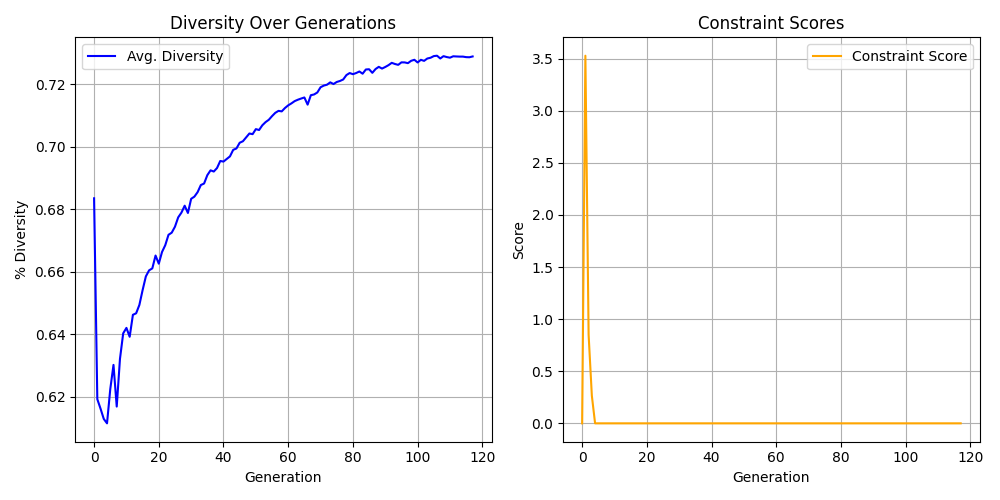 Diversity Over Generations
Avg. Diversity
% Diversity
0.72
0.70
0.68
0.66
0.64
0.62
0 20 40 60 80 100 120
Generation
Constraint Scores
Constraint Score
Score
3.5
3.0
2.5
2.0
1.5
1.0
0.5
0.0
0 20 40 60 80 100 120
Generation